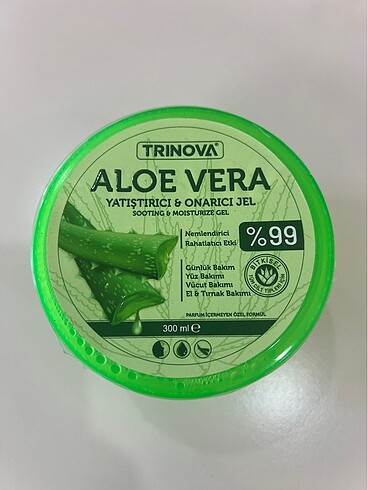 TRINOVA®
ALOE VERA
YATIŞTIRICI & ONARICI JEL
SOOTING & MOISTURIZE GEL
Nemlendirici
Rahatlatıcı Etki
%99
Günlük Bakım
Yüz Bakımı
Vücut Bakımı
El & Tırnak Bakımı
BİTKİSEL
300 ml ℮
PARFÜM İÇERMEYEN ÖZEL FORMÜL